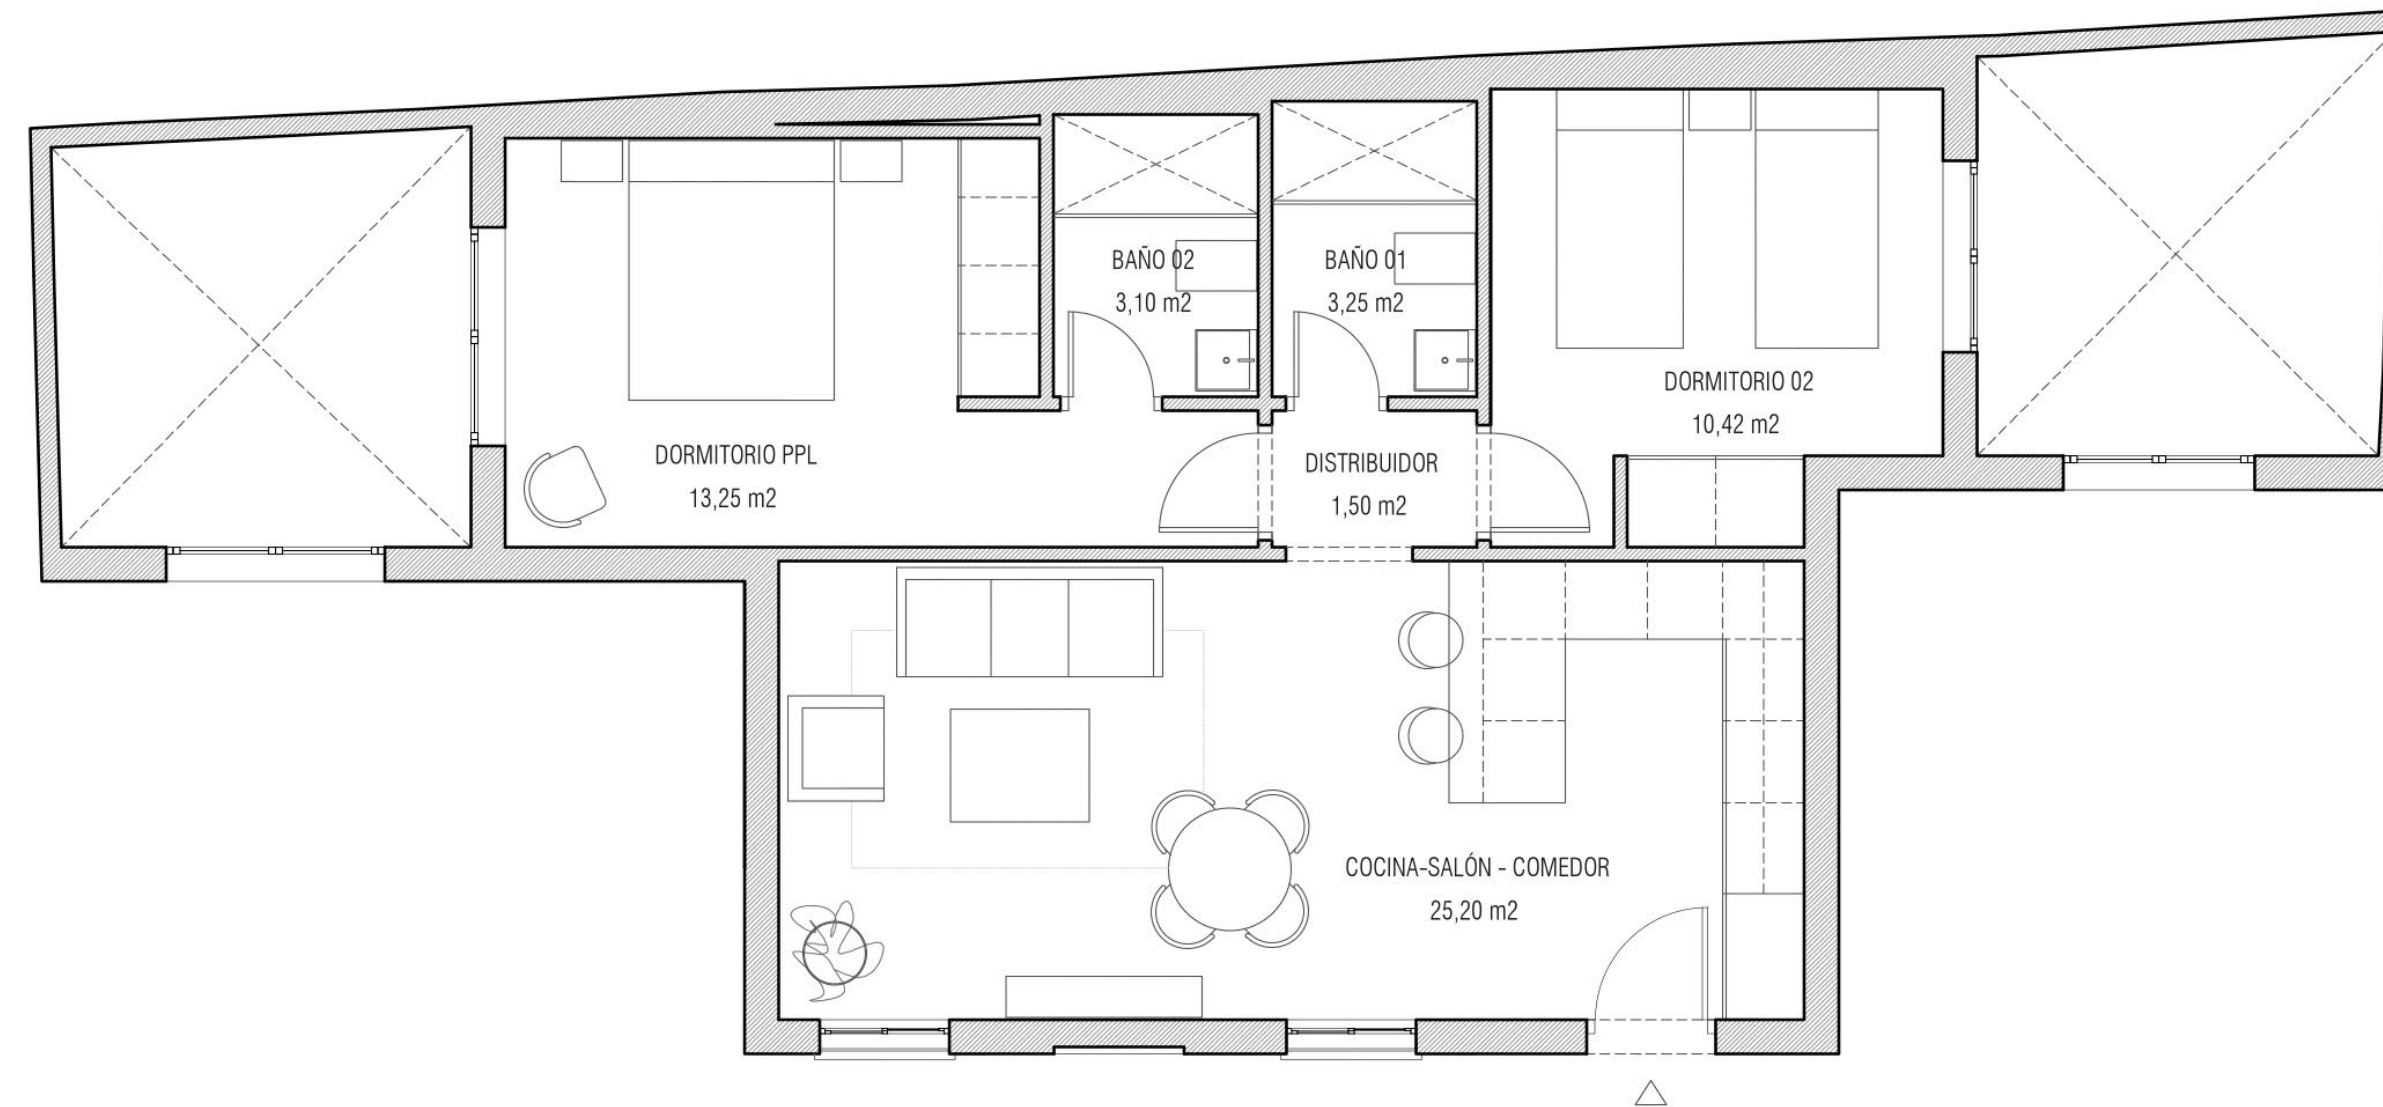 BAÑO 02
3,10 m2
BAÑO 01
3,25 m2
DORMITORIO 02
10,42 m2
DORMITORIO PPL
13,25 m2
DISTRIBUIDOR
1,50 m2
COCINA-SALÓN - COMEDOR
25,20 m2